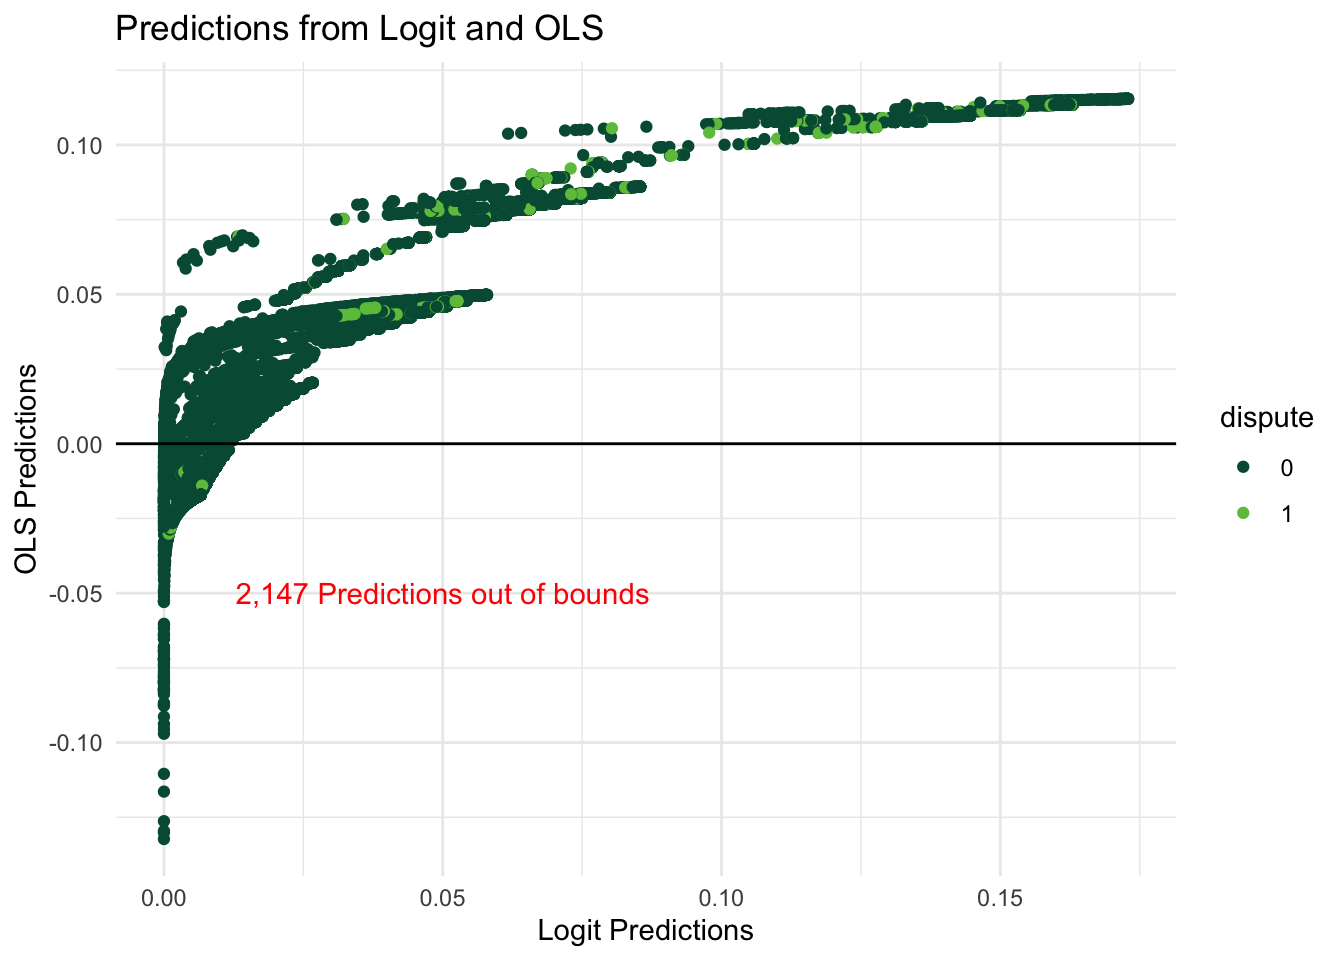 Predictions from Logit and OLS
OLS Predictions
0.10
0.05
0.00
-0.05
-0.10
2,147 Predictions out of bounds
0.00
0.05
0.10
0.15
Logit Predictions
dispute
0
1